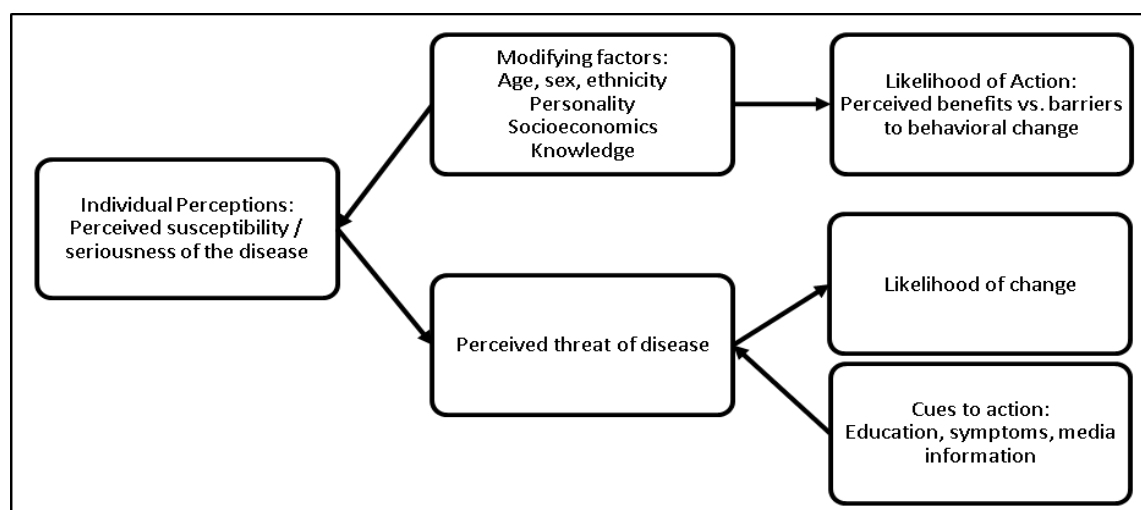 Modifying factors:
Age, sex, ethnicity
Personality
Socioeconomics
Knowledge
Likelihood of Action:
Perceived benefits vs. barriers
to behavioral change
Individual Perceptions:
Perceived susceptibility /
seriousness of the disease
Perceived threat of disease
Likelihood of change
Cues to action:
Education, symptoms, media
information